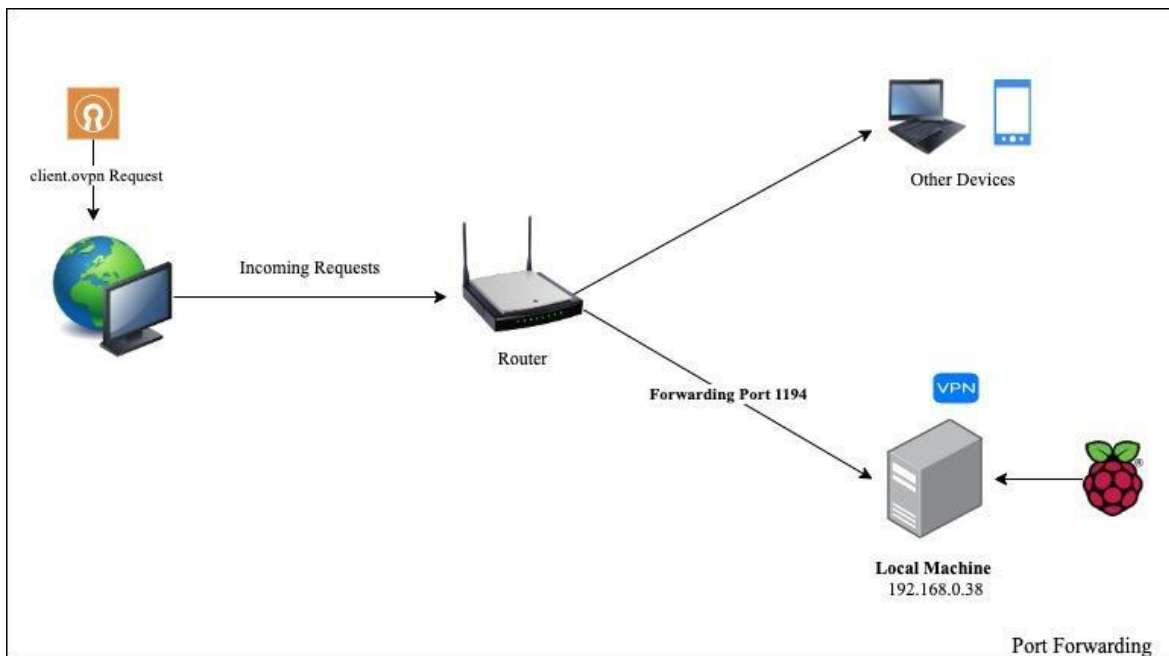 client.ovpn Request
Incoming Requests
Router
Other Devices
Forwarding Port 1194
VPN
Local Machine
192.168.0.38
®
Port Forwarding